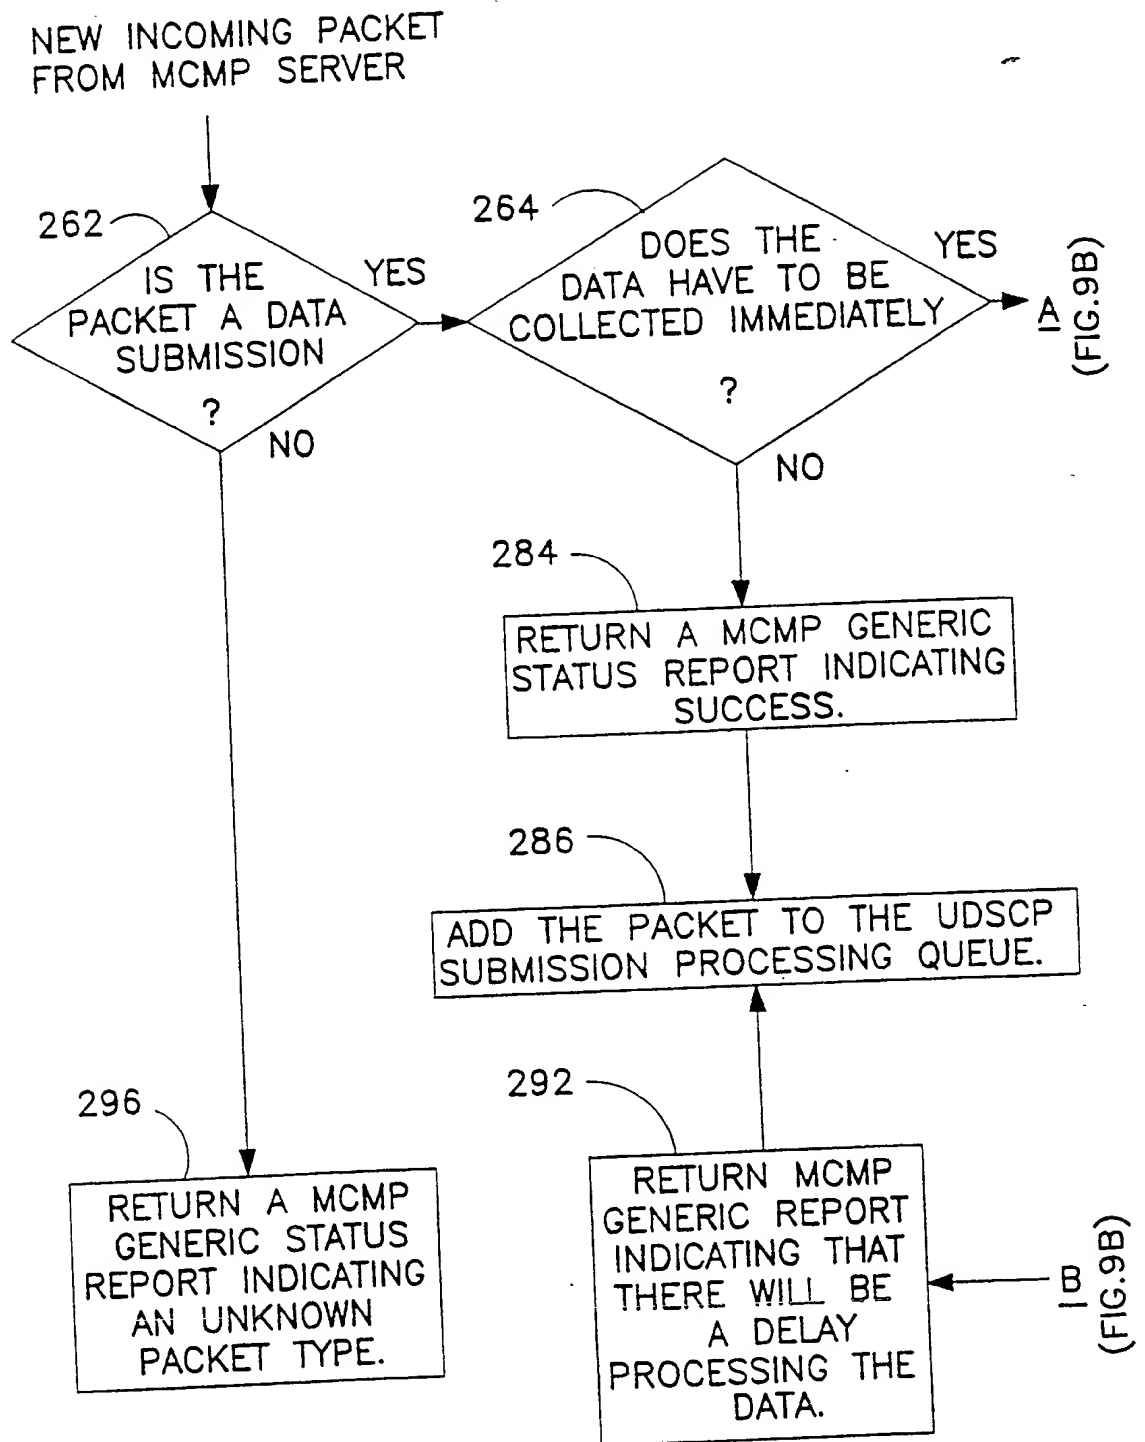 NEW INCOMING PACKET
FROM MCMP SERVER
262
IS THE
PACKET A DATA
SUBMISSION
?
YES
NO
264
DOES THE
DATA HAVE TO BE
COLLECTED IMMEDIATELY
?
YES
NO
A
(FIG.9B)
284
RETURN A MCMP GENERIC
STATUS REPORT INDICATING
SUCCESS.
286
ADD THE PACKET TO THE UDSCP
SUBMISSION PROCESSING QUEUE.
296
RETURN A MCMP
GENERIC STATUS
REPORT INDICATING
AN UNKNOWN
PACKET TYPE.
292
RETURN MCMP
GENERIC REPORT
INDICATING THAT
THERE WILL BE
A DELAY
PROCESSING THE
DATA.
B
(FIG.9B)